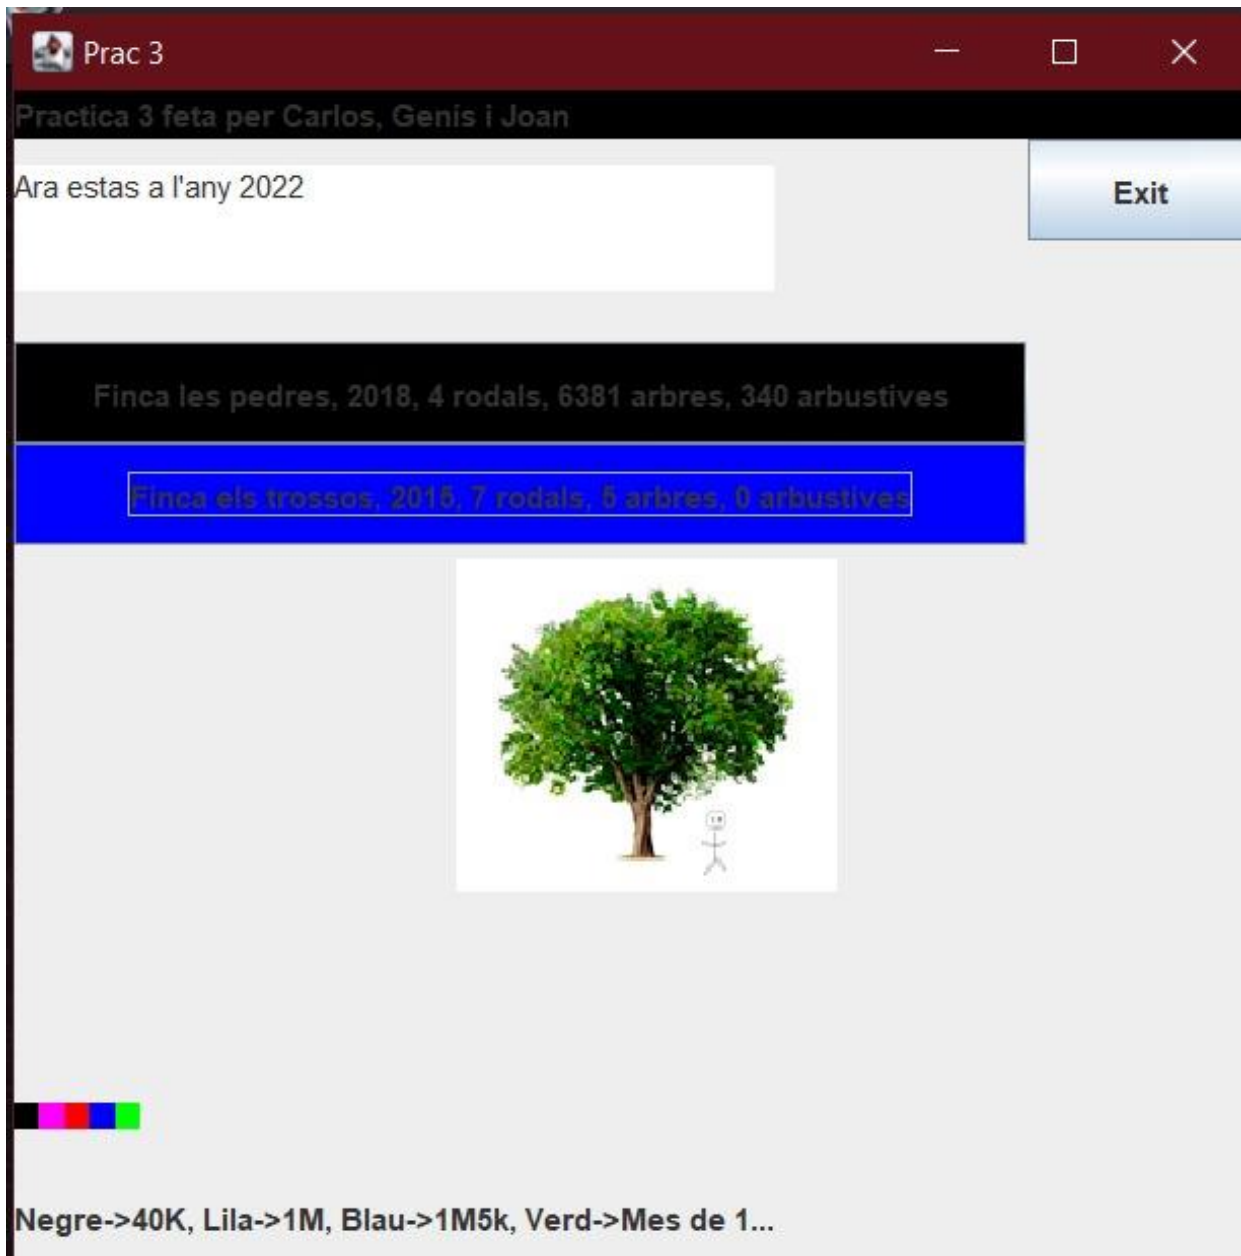 Prac 3
Practica 3 feta per Carlos, Genís i Joan
Ara estas a l'any 2022
Exit
Finca les pedres, 2018, 4 rodals, 6381 arbres, 340 arbustives
Finca els trossos, 2015, 7 rodals, 5 arbres, 0 arbustives
Negre->40K, Lila->1M, Blau->1M5k, Verd->Mes de 1...